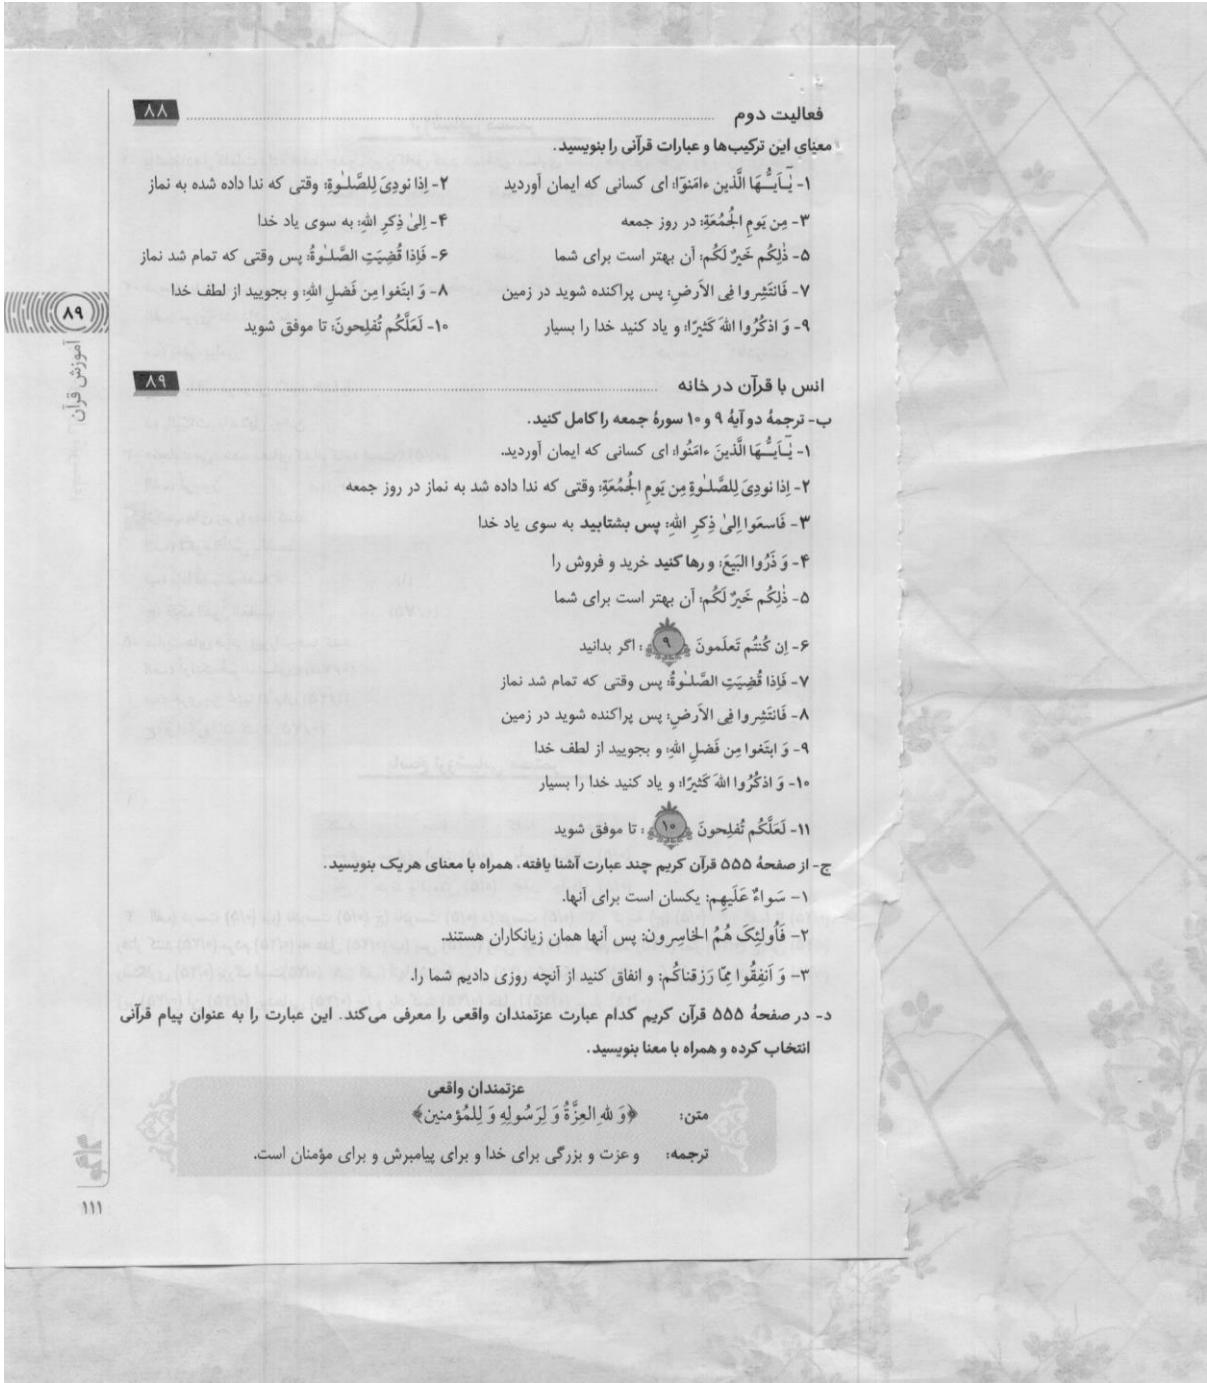 فعالیت دوم ۸۸
معنای این ترکیب‌ها و عبارات قرآنی را بنویسید.
۱- یٰۤاَیُّهَا الَّذینَ ءامَنوۤا: ای کسانی که ایمان آوردید ۲- اِذا نودِیَ لِلصَّلوٰةِ: وقتی که ندا داده شده به نماز
۳- مِن یَومِ الجُمُعَةِ: در روز جمعه ۴- اِلیٰ ذِکرِ اللهِ: به سوی یاد خدا
۵- ذٰلِکُم خَیرٌ لَکُم: آن بهتر است برای شما ۶- فَاِذا قُضِیَتِ الصَّلوٰةُ: پس وقتی که تمام شد نماز
۷- فَانتَشِروا فِی الاَرضِ: پس پراکنده شوید در زمین ۸- وَ ابتَغوا مِن فَضلِ اللهِ: و بجویید از لطف خدا
۹- وَ اذکُرُوا اللهَ کَثیرًا: و یاد کنید خدا را بسیار ۱۰- لَعَلَّکُم تُفلِحونَ: تا موفق شوید
۸۹
آموزش قرآن
انس با قرآن در خانه ۸۹
ب- ترجمهٔ دو آیهٔ ۹ و ۱۰ سورهٔ جمعه را کامل کنید.
۱- یٰۤاَیُّهَا الَّذینَ ءامَنُوا: ای کسانی که ایمان آوردید.
۲- اِذا نودِیَ لِلصَّلوٰةِ مِن یَومِ الجُمُعَةِ: وقتی که ندا داده شد به نماز در روز جمعه
۳- فَاسعَوا اِلیٰ ذِکرِ اللهِ: پس بشتابید به سوی یاد خدا
۴- وَ ذَرُوا البَیعَ: و رها کنید خرید و فروش را
۵- ذٰلِکُم خَیرٌ لَکُم: آن بهتر است برای شما
۶- اِن کُنتُم تَعلَمونَ ۹: اگر بدانید
۷- فَاِذا قُضِیَتِ الصَّلوٰةُ: پس وقتی که تمام شد نماز
۸- فَانتَشِروا فِی الاَرضِ: پس پراکنده شوید در زمین
۹- وَ ابتَغوا مِن فَضلِ اللهِ: و بجویید از لطف خدا
۱۰- وَ اذکُرُوا اللهَ کَثیرًا: و یاد کنید خدا را بسیار
۱۱- لَعَلَّکُم تُفلِحونَ ۱۰: تا موفق شوید
ج- از صفحهٔ ۵۵۵ قرآن کریم چند عبارت آشنا یافته، همراه با معنای هر یک بنویسید.
۱- سَواءٌ عَلَیهِم: یکسان است برای آنها.
۲- فَاُولئِکَ هُمُ الخاسِرون: پس آنها همان زیانکاران هستند.
۳- وَ اَنفِقُوا مِمّا رَزَقناکُم: و انفاق کنید از آنچه روزی دادیم شما را.
د- در صفحهٔ ۵۵۵ قرآن کریم کدام عبارت عزتمندان واقعی را معرفی می‌کند. این عبارت را به عنوان پیام قرآنی
انتخاب کرده و همراه با معنا بنویسید.
عزتمندان واقعی
متن: ﴿وَ للهِ العِزَّةُ وَ لِرَسُولِهِ وَ لِلمُؤمنین﴾
ترجمه: و عزت و بزرگی برای خدا و برای پیامبرش و برای مؤمنان است.
گاج
۱۱۱